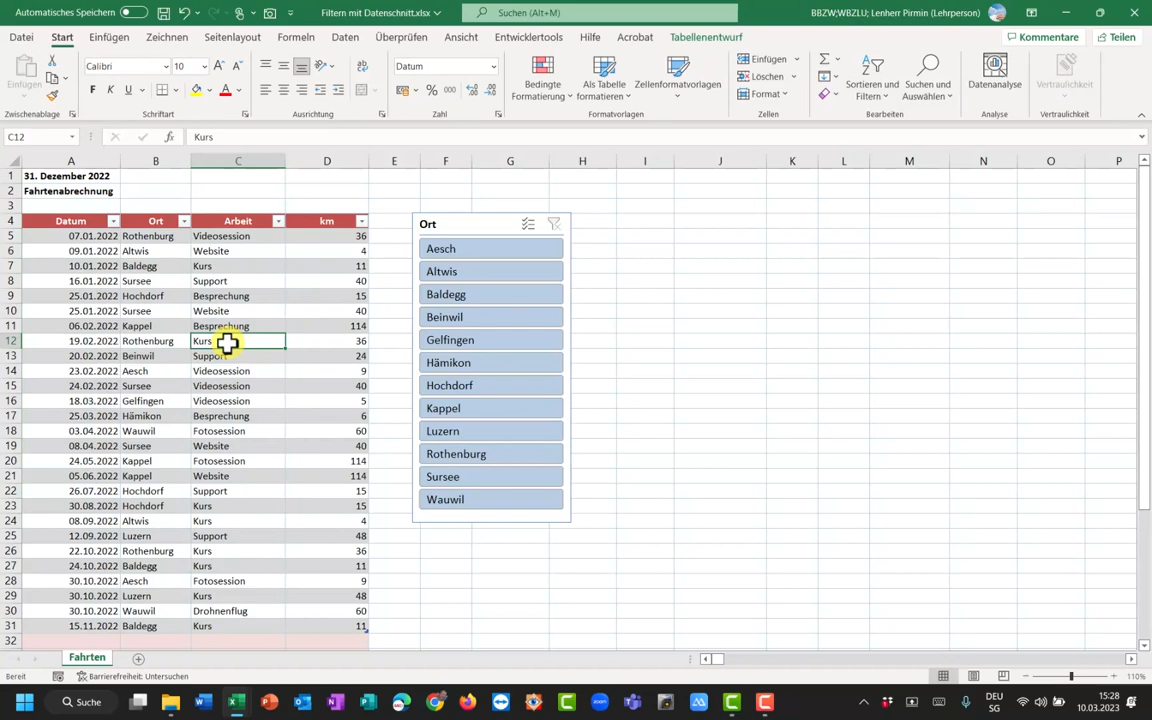 Automatisches Speichern Filtern mit Datenschnitt.xlsx Suchen (Alt+M) BBZW;WBZLU; Lenherr Pirmin (Lehrperson)
Datei Start Einfügen Zeichnen Seitenlayout Formeln Daten Überprüfen Ansicht Entwicklertools Hilfe Acrobat Tabellenentwurf Kommentare Teilen
Einfügen Calibri 10 Datum Bedingte Formatierung Als Tabelle formatieren Zellenformatvorlagen Einfügen Löschen Format Sortieren und Filtern Suchen und Auswählen Datenanalyse Vertraulichkeit
Zwischenablage Schriftart Ausrichtung Zahl Formatvorlagen Zellen Bearbeiten Analyse Vertraulichkeit
C12 Kurs
A B C D E F G H I J K L M N O P
1 31. Dezember 2022
2 Fahrtenabrechnung
3
4 Datum Ort Arbeit km
5 07.01.2022 Rothenburg Videosession 36
6 09.01.2022 Altwis Website 4
7 10.01.2022 Baldegg Kurs 11
8 16.01.2022 Sursee Support 40
9 25.01.2022 Hochdorf Besprechung 15
10 25.01.2022 Sursee Website 40
11 06.02.2022 Kappel Besprechung 114
12 19.02.2022 Rothenburg Kurs 36
13 20.02.2022 Beinwil Support 24
14 23.02.2022 Aesch Videosession 9
15 24.02.2022 Sursee Videosession 40
16 18.03.2022 Gelfingen Videosession 5
17 25.03.2022 Hämikon Besprechung 6
18 03.04.2022 Wauwil Fotosession 60
19 08.04.2022 Sursee Website 40
20 24.05.2022 Kappel Fotosession 114
21 05.06.2022 Kappel Website 114
22 26.07.2022 Hochdorf Support 15
23 30.08.2022 Hochdorf Kurs 15
24 08.09.2022 Altwis Kurs 4
25 12.09.2022 Luzern Support 48
26 22.10.2022 Rothenburg Kurs 36
27 24.10.2022 Baldegg Kurs 11
28 30.10.2022 Aesch Fotosession 9
29 30.10.2022 Luzern Kurs 48
30 30.10.2022 Wauwil Drohnenflug 60
31 15.11.2022 Baldegg Kurs 11
32
Ort
Aesch
Altwis
Baldegg
Beinwil
Gelfingen
Hämikon
Hochdorf
Kappel
Luzern
Rothenburg
Sursee
Wauwil
Fahrten
Bereit Barrierefreiheit: Untersuchen 110%
Suche DEU 15:28
SG 10.03.2023